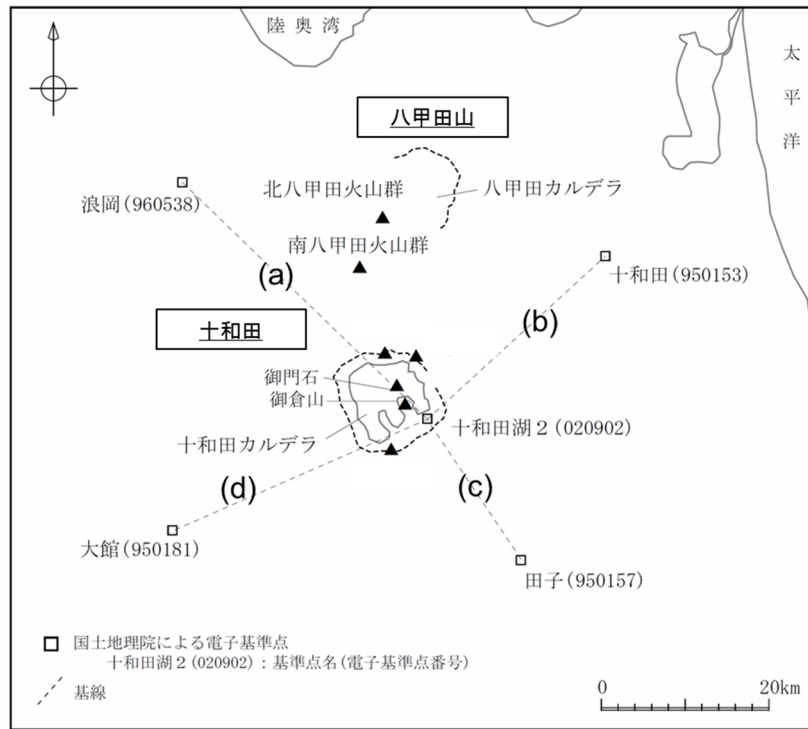 陸奥湾
太平洋
八甲田山
北八甲田火山群
八甲田カルデラ
浪岡(960538)
南八甲田火山群
(a)
十和田(950153)
(b)
十和田
御門石
御倉山
十和田湖2(020902)
十和田カルデラ
(d)
(c)
大館(950181)
田子(950157)
国土地理院による電子基準点
十和田湖2(020902):基準点名(電子基準点番号)
基線
0 20km